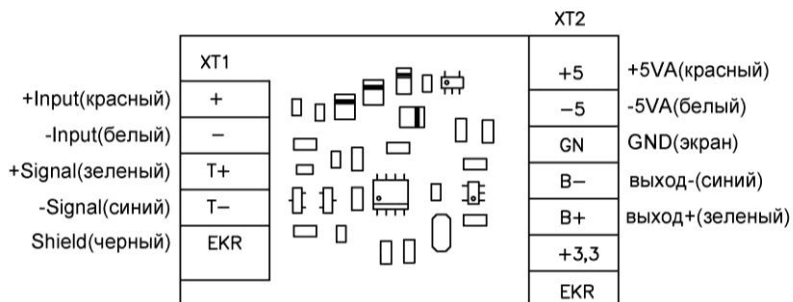 XT2
XT1
+5 +5VA(красный)
+Input(красный) +
-5 -5VA(белый)
-Input(белый) -
GN GND(экран)
+Signal(зеленый) T+
B- выход-(синий)
-Signal(синий) T-
B+ выход+(зеленый)
Shield(черный) EKR
+3,3
EKR